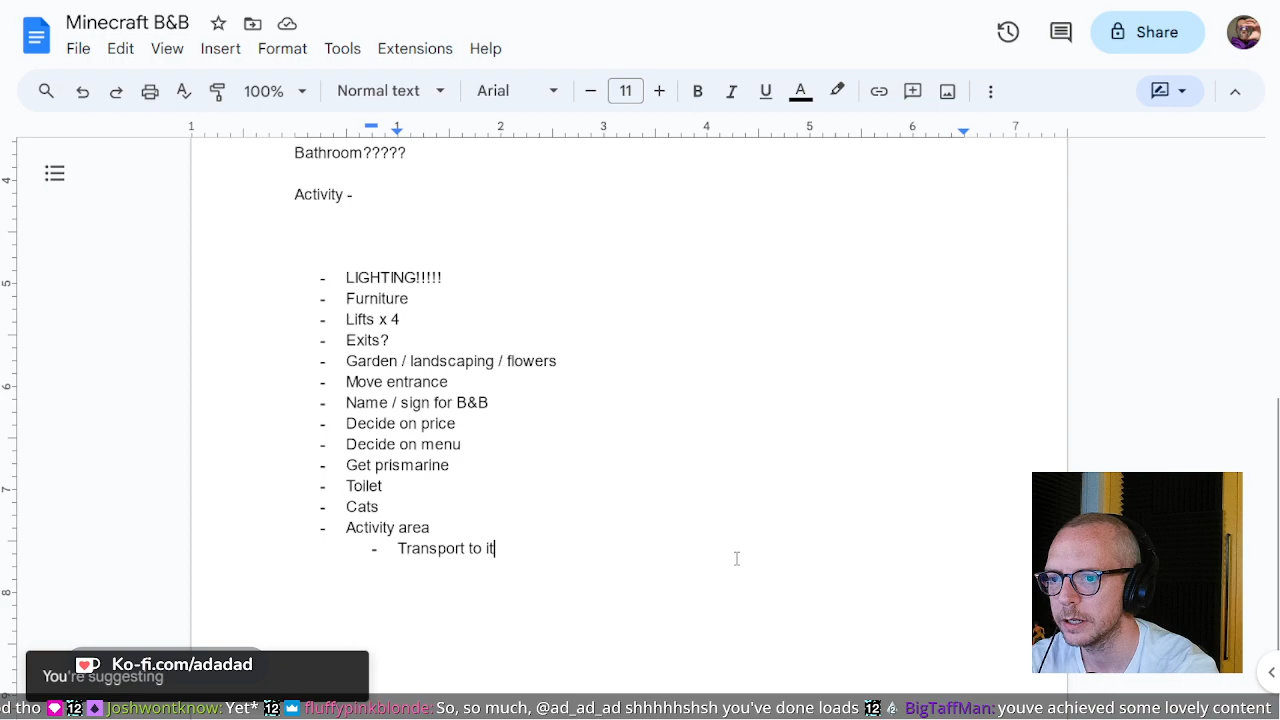 Minecraft B&B
File Edit View Insert Format Tools Extensions Help
Share
100% Normal text Arial 11 B I U A
1 1 2 3 4 5 6 7
4
5
6
7
8
Bathroom?????
Activity -
- LIGHTING!!!!!
- Furniture
- Lifts x 4
- Exits?
- Garden / landscaping / flowers
- Move entrance
- Name / sign for B&B
- Decide on price
- Decide on menu
- Get prismarine
- Toilet
- Cats
- Activity area
- Transport to it
Ko-fi.com/adadad
You're suggesting
d tho 12 Joshwontknow: Yet* 12 fluffypinkblonde: So, so much, @ad_ad_ad shhhhhshsh you've done loads 12 BigTaffMan: youve achieved some lovely content